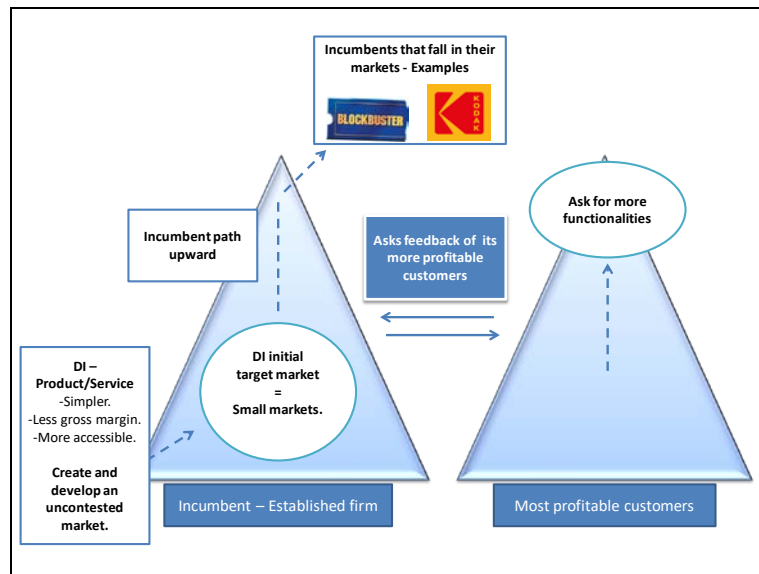 Incumbents that fall in their
markets - Examples
BLOCKBUSTER
KODAK
Ask for more
functionalities
Incumbent path
upward
Asks feedback of its
more profitable
customers
DI –
Product/Service
-Simpler.
-Less gross margin.
-More accessible.
Create and
develop an
uncontested
market.
DI initial
target market
=
Small markets.
Incumbent – Established firm
Most profitable customers